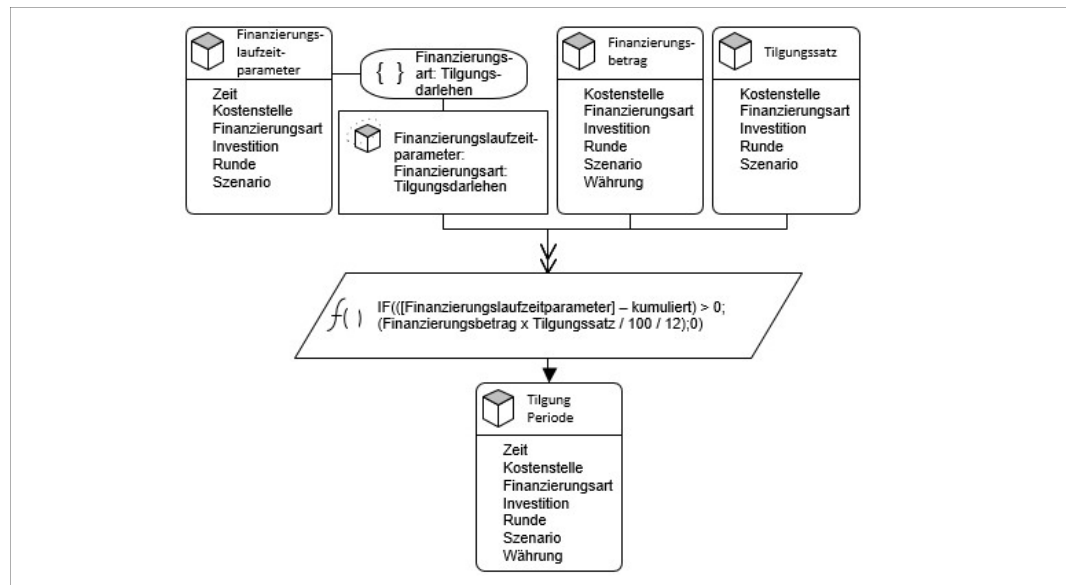 Finanzierungs-
laufzeit-
parameter
Zeit
Kostenstelle
Finanzierungsart
Investition
Runde
Szenario
{ }
Finanzierungs-
art: Tilgungs-
darlehen
Finanzierungslaufzeit-
parameter:
Finanzierungsart:
Tilgungsdarlehen
Finanzierungs-
betrag
Kostenstelle
Finanzierungsart
Investition
Runde
Szenario
Währung
Tilgungssatz
Kostenstelle
Finanzierungsart
Investition
Runde
Szenario
f()
IF(([Finanzierungslaufzeitparameter] – kumuliert) > 0;
(Finanzierungsbetrag x Tilgungssatz / 100 / 12);0)
Tilgung
Periode
Zeit
Kostenstelle
Finanzierungsart
Investition
Runde
Szenario
Währung